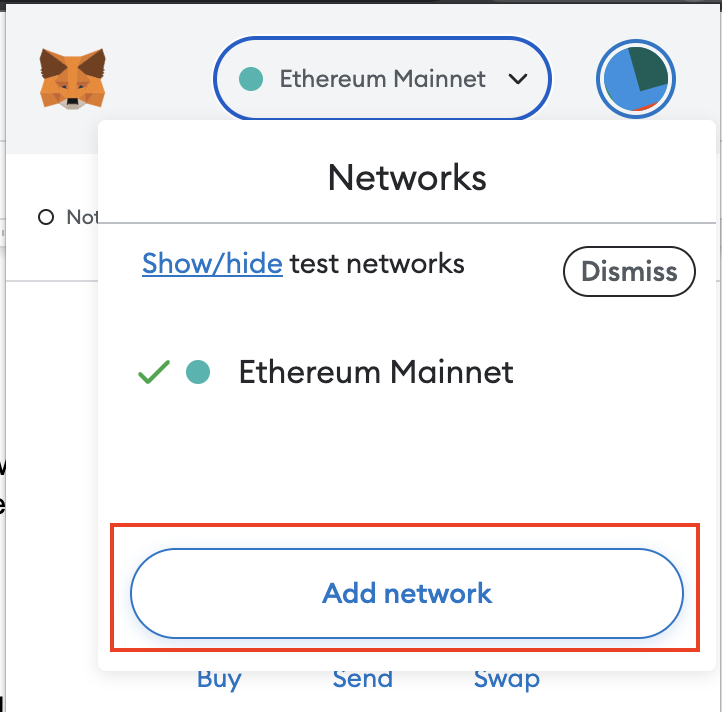 Ethereum Mainnet
Networks
Not
Show/hide test networks
Dismiss
Ethereum Mainnet
Add network
Buy
Send
Swap